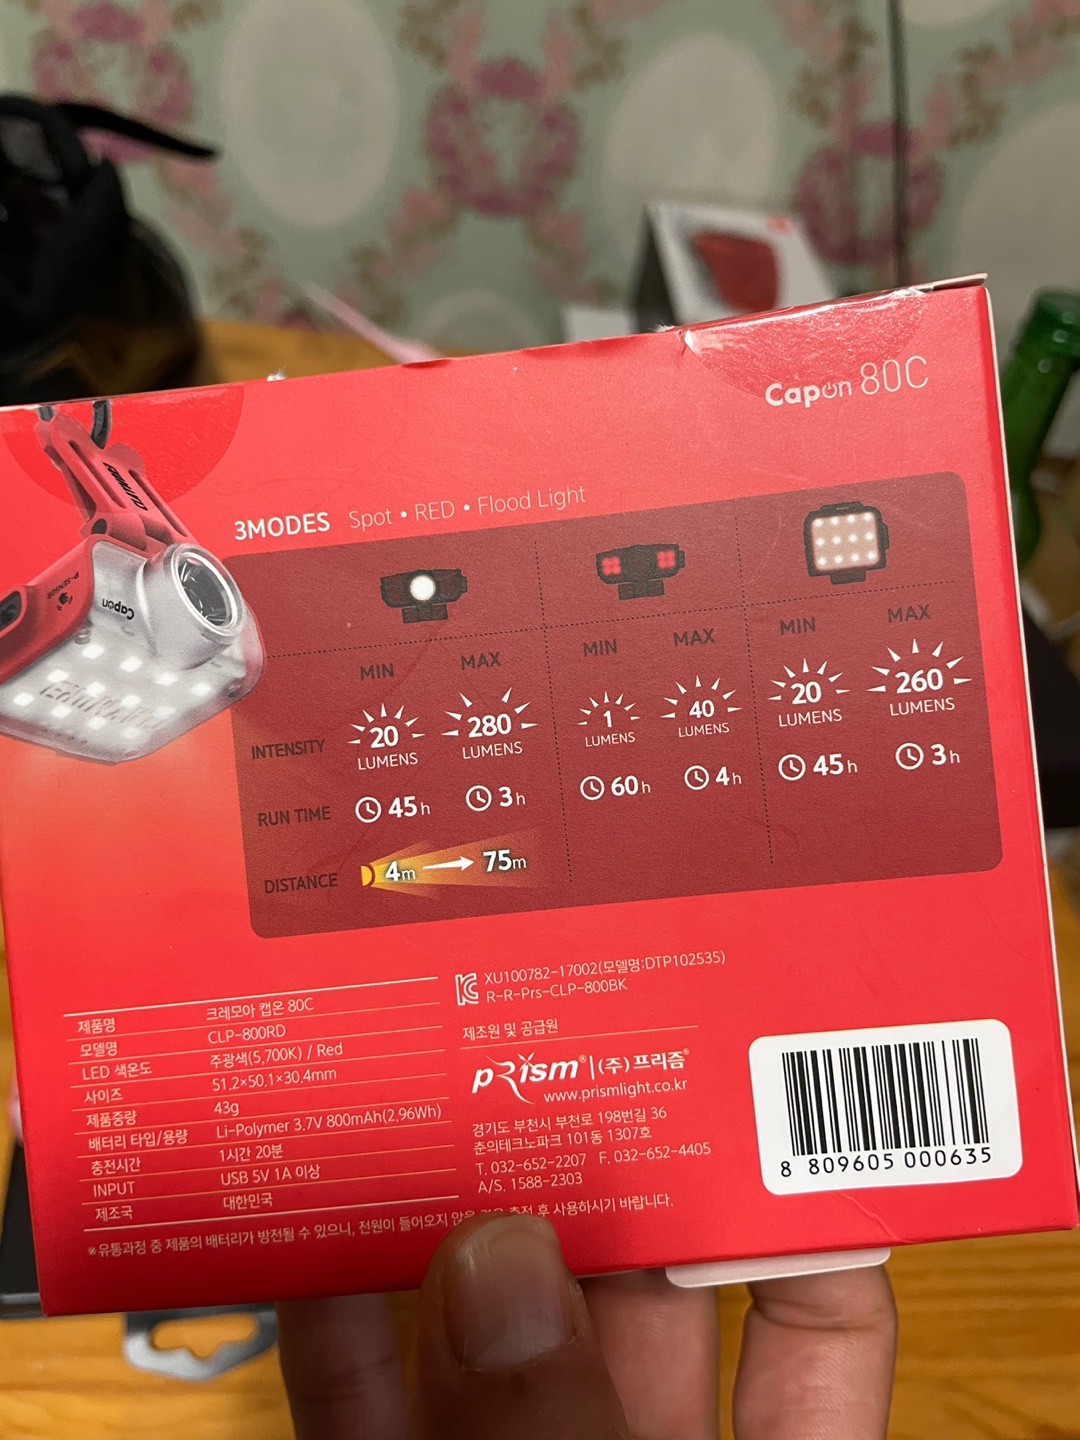 Capon 80C
3MODES Spot • RED • Flood Light
P-SENSOR
Capon
MIN MAX MIN MAX MIN MAX
INTENSITY 20 LUMENS 280 LUMENS 1 LUMENS 40 LUMENS 20 LUMENS 260 LUMENS
RUN TIME 45h 3h 60h 4h 45h 3h
DISTANCE 4m 75m
제품명 크레모아 캡온 80C
모델명 CLP-800RD
LED 색온도 주광색(5,700K) / Red
사이즈 51.2×50.1×30.4mm
제품중량 43g
배터리 타입/용량 Li-Polymer 3.7V 800mAh(2.96Wh)
충전시간 1시간 20분
INPUT USB 5V 1A 이상
제조국 대한민국
※유통과정 중 제품의 배터리가 방전될 수 있으니, 전원이 들어오지 충전 후 사용하시기 바랍니다.
XU100782-17002(모델명:DTP102535)
R-R-Prs-CLP-800BK
제조원 및 공급원
prism® (주)프리즘®
www.prismlight.co.kr
경기도 부천시 부천로 198번길 36
춘의테크노파크 101동 1307호
T. 032-652-2207 F. 032-652-4405
A/S. 1588-2303
8 809605 000635